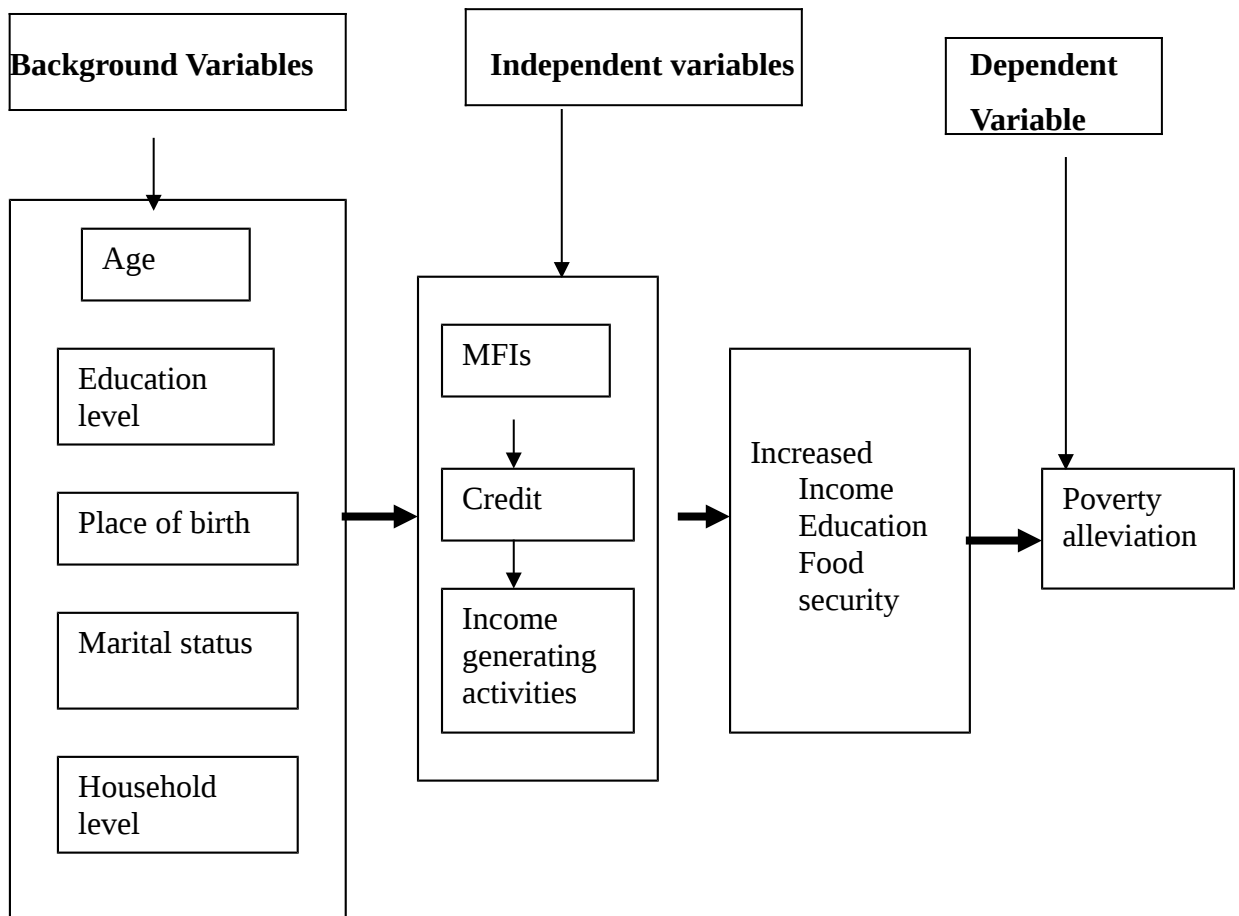 Background Variables
Independent variables
Dependent
Variable
Age
Education
level
Place of birth
Marital status
Household
level
MFIs
Credit
Income
generating
activities
Increased
Income
Education
Food
security
Poverty
alleviation